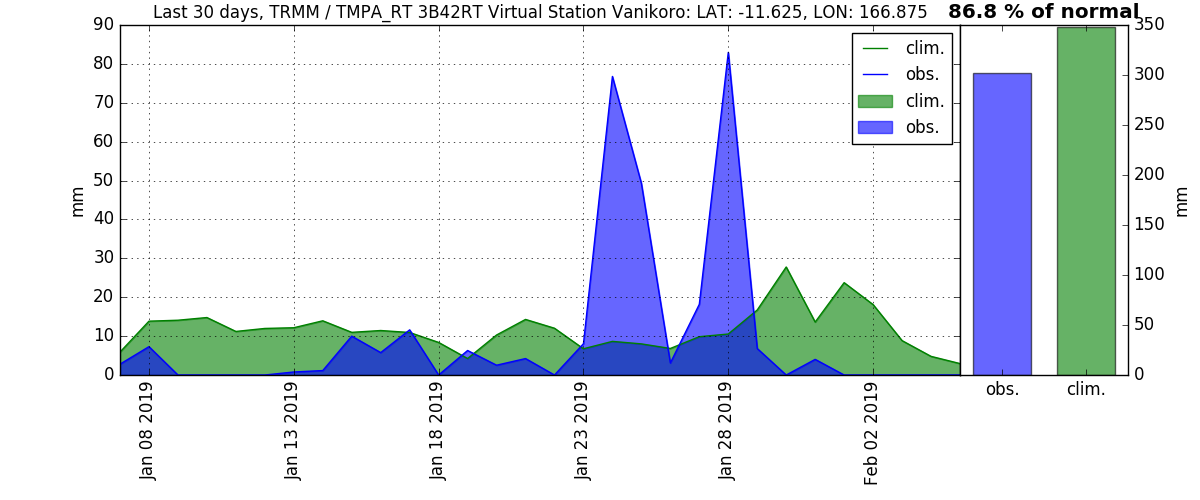 Last 30 days, TRMM / TMPA_RT 3B42RT Virtual Station Vanikoro: LAT: -11.625, LON: 166.875
86.8 % of normal
90
80
70
60
50
40
30
20
10
0
mm
clim.
obs.
clim.
obs.
Jan 08 2019
Jan 13 2019
Jan 18 2019
Jan 23 2019
Jan 28 2019
Feb 02 2019
350
300
250
200
150
100
50
0
mm
obs.
clim.